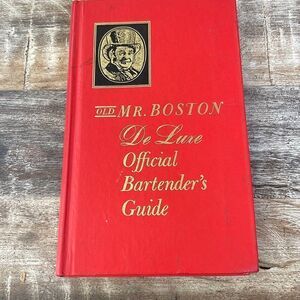 OLD MR. BOSTON
De Luxe
Official
Bartender's
Guide